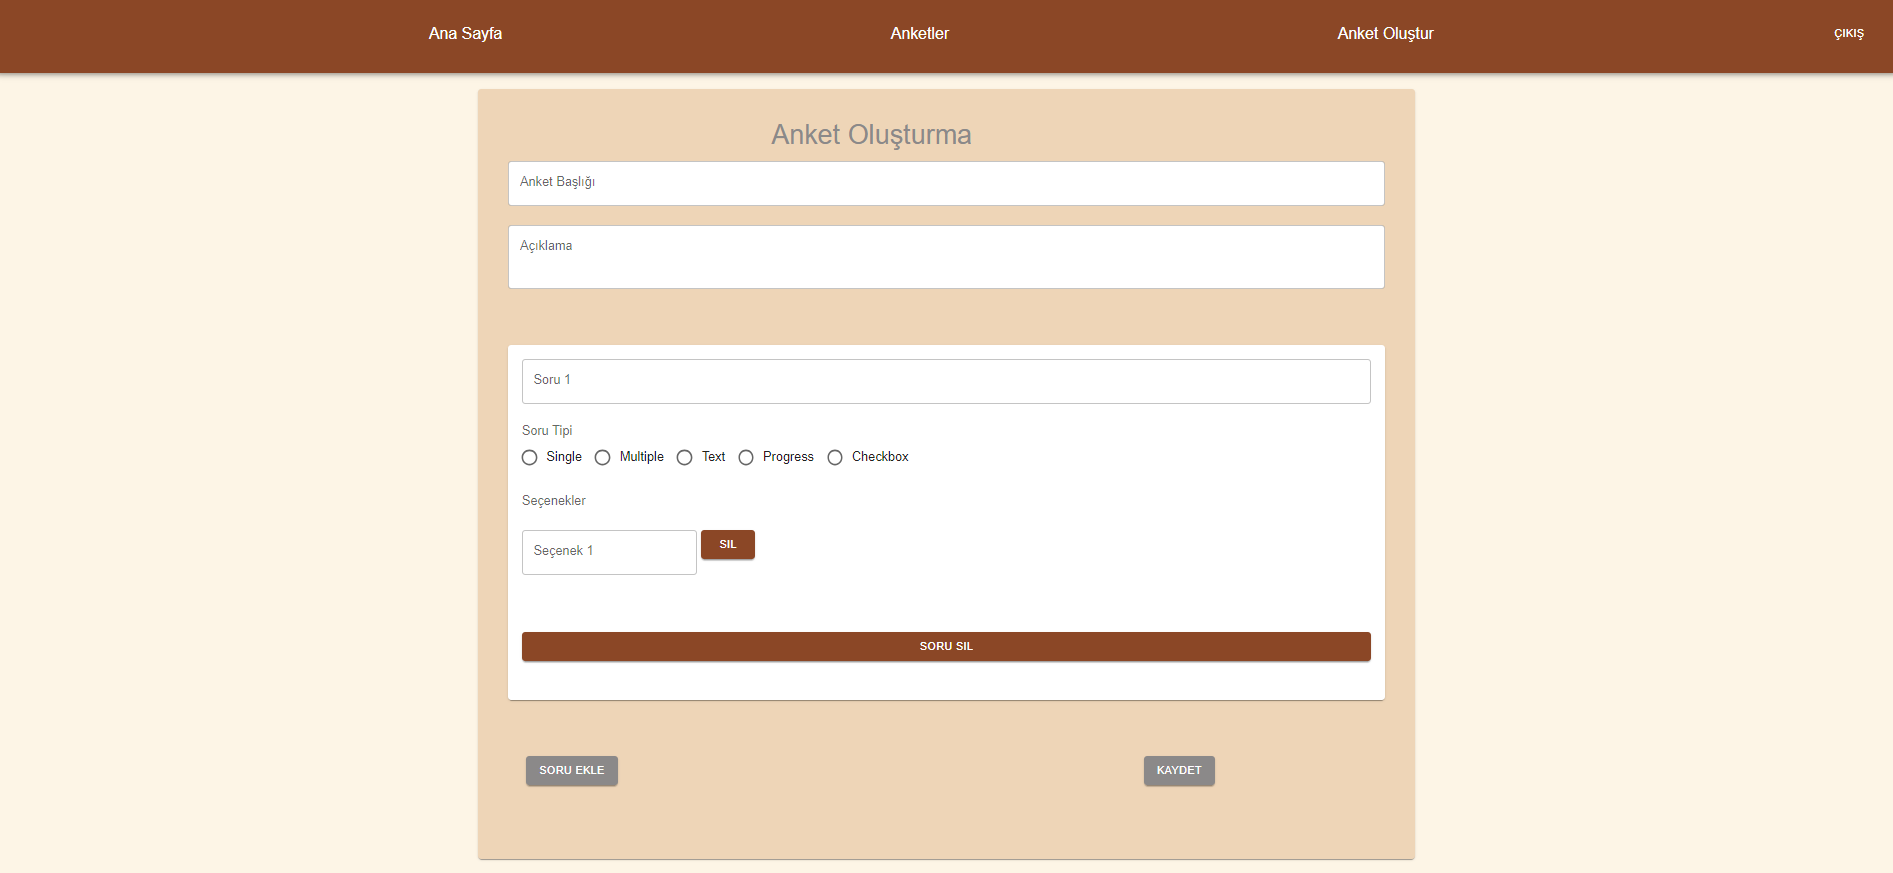 Ana Sayfa Anketler Anket Oluştur ÇIKIŞ
Anket Oluşturma
Anket Başlığı
Açıklama
Soru 1
Soru Tipi
Single Multiple Text Progress Checkbox
Seçenekler
Seçenek 1 SIL
SORU SIL
SORU EKLE KAYDET